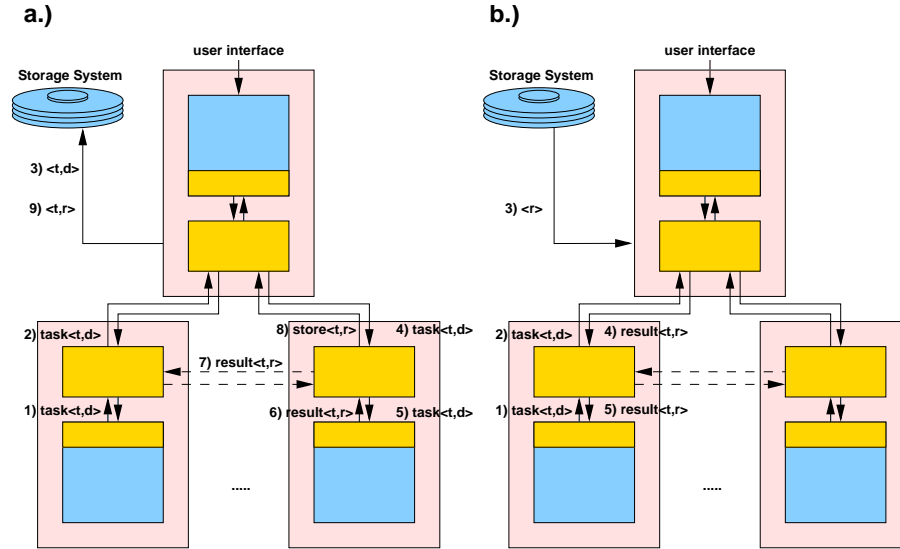 a.)
user interface
Storage System
3) <t,d>
9) <t,r>
2) task<t,d>
8) store<t,r>
4) task<t,d>
7) result<t,r>
1) task<t,d>
6) result<t,r>
5) task<t,d>
.....
b.)
user interface
Storage System
3) <r>
2) task<t,d>
4) result<t,r>
1) task<t,d>
5) result<t,r>
.....